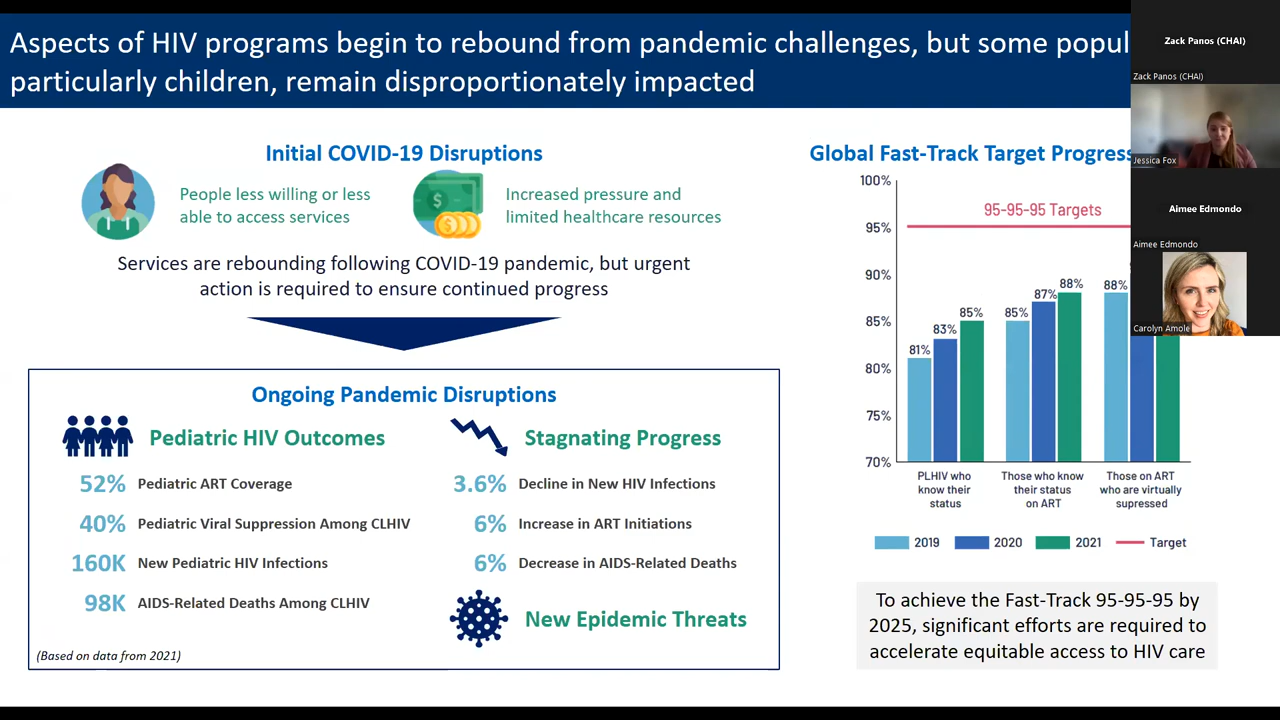 Aspects of HIV programs begin to rebound from pandemic challenges, but some popul
particularly children, remain disproportionately impacted
Zack Panos (CHAI)
Zack Panos (CHAI)
Jessica Fox
Aimee Edmondo
Aimee Edmondo
Carolyn Amole
Initial COVID-19 Disruptions
People less willing or less
able to access services
Increased pressure and
limited healthcare resources
Services are rebounding following COVID-19 pandemic, but urgent
action is required to ensure continued progress
Ongoing Pandemic Disruptions
Pediatric HIV Outcomes
52% Pediatric ART Coverage
40% Pediatric Viral Suppression Among CLHIV
160K New Pediatric HIV Infections
98K AIDS-Related Deaths Among CLHIV
(Based on data from 2021)
Stagnating Progress
3.6% Decline in New HIV Infections
6% Increase in ART Initiations
6% Decrease in AIDS-Related Deaths
New Epidemic Threats
Global Fast-Track Target Progress
100%
95%
90%
85%
80%
75%
70%
95-95-95 Targets
81%
83%
85%
85%
87%
88%
88%
PLHIV who
know their
status
Those who know
their status
on ART
Those on ART
who are virtually
supressed
2019
2020
2021
Target
To achieve the Fast-Track 95-95-95 by
2025, significant efforts are required to
accelerate equitable access to HIV care